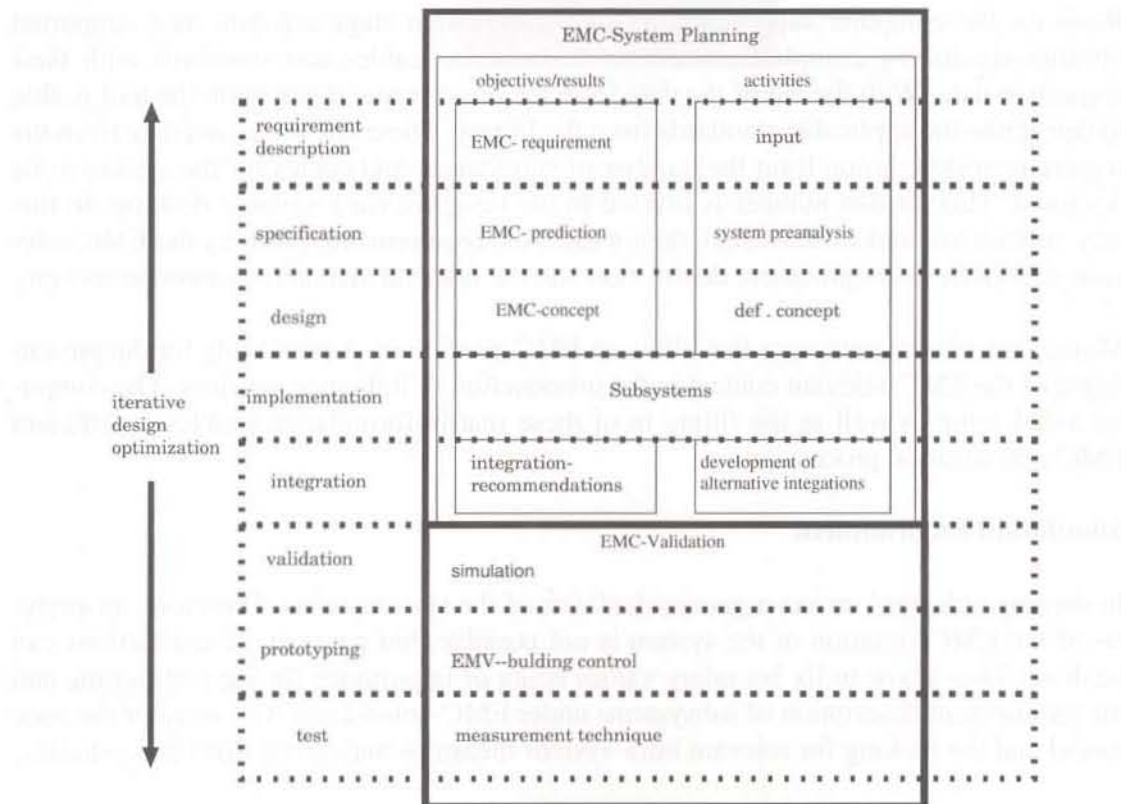 EMC-System Planning
objectives/results activities
requirement
description
EMC- requirement input
specification EMC- prediction system preanalysis
design EMC-concept def . concept
iterative
design
optimization
implementation Subsystems
integration
integration-
recommendations
development of
alternative integations
EMC-Validation
validation
simulation
prototyping
EMV--bulding control
test measurement technique